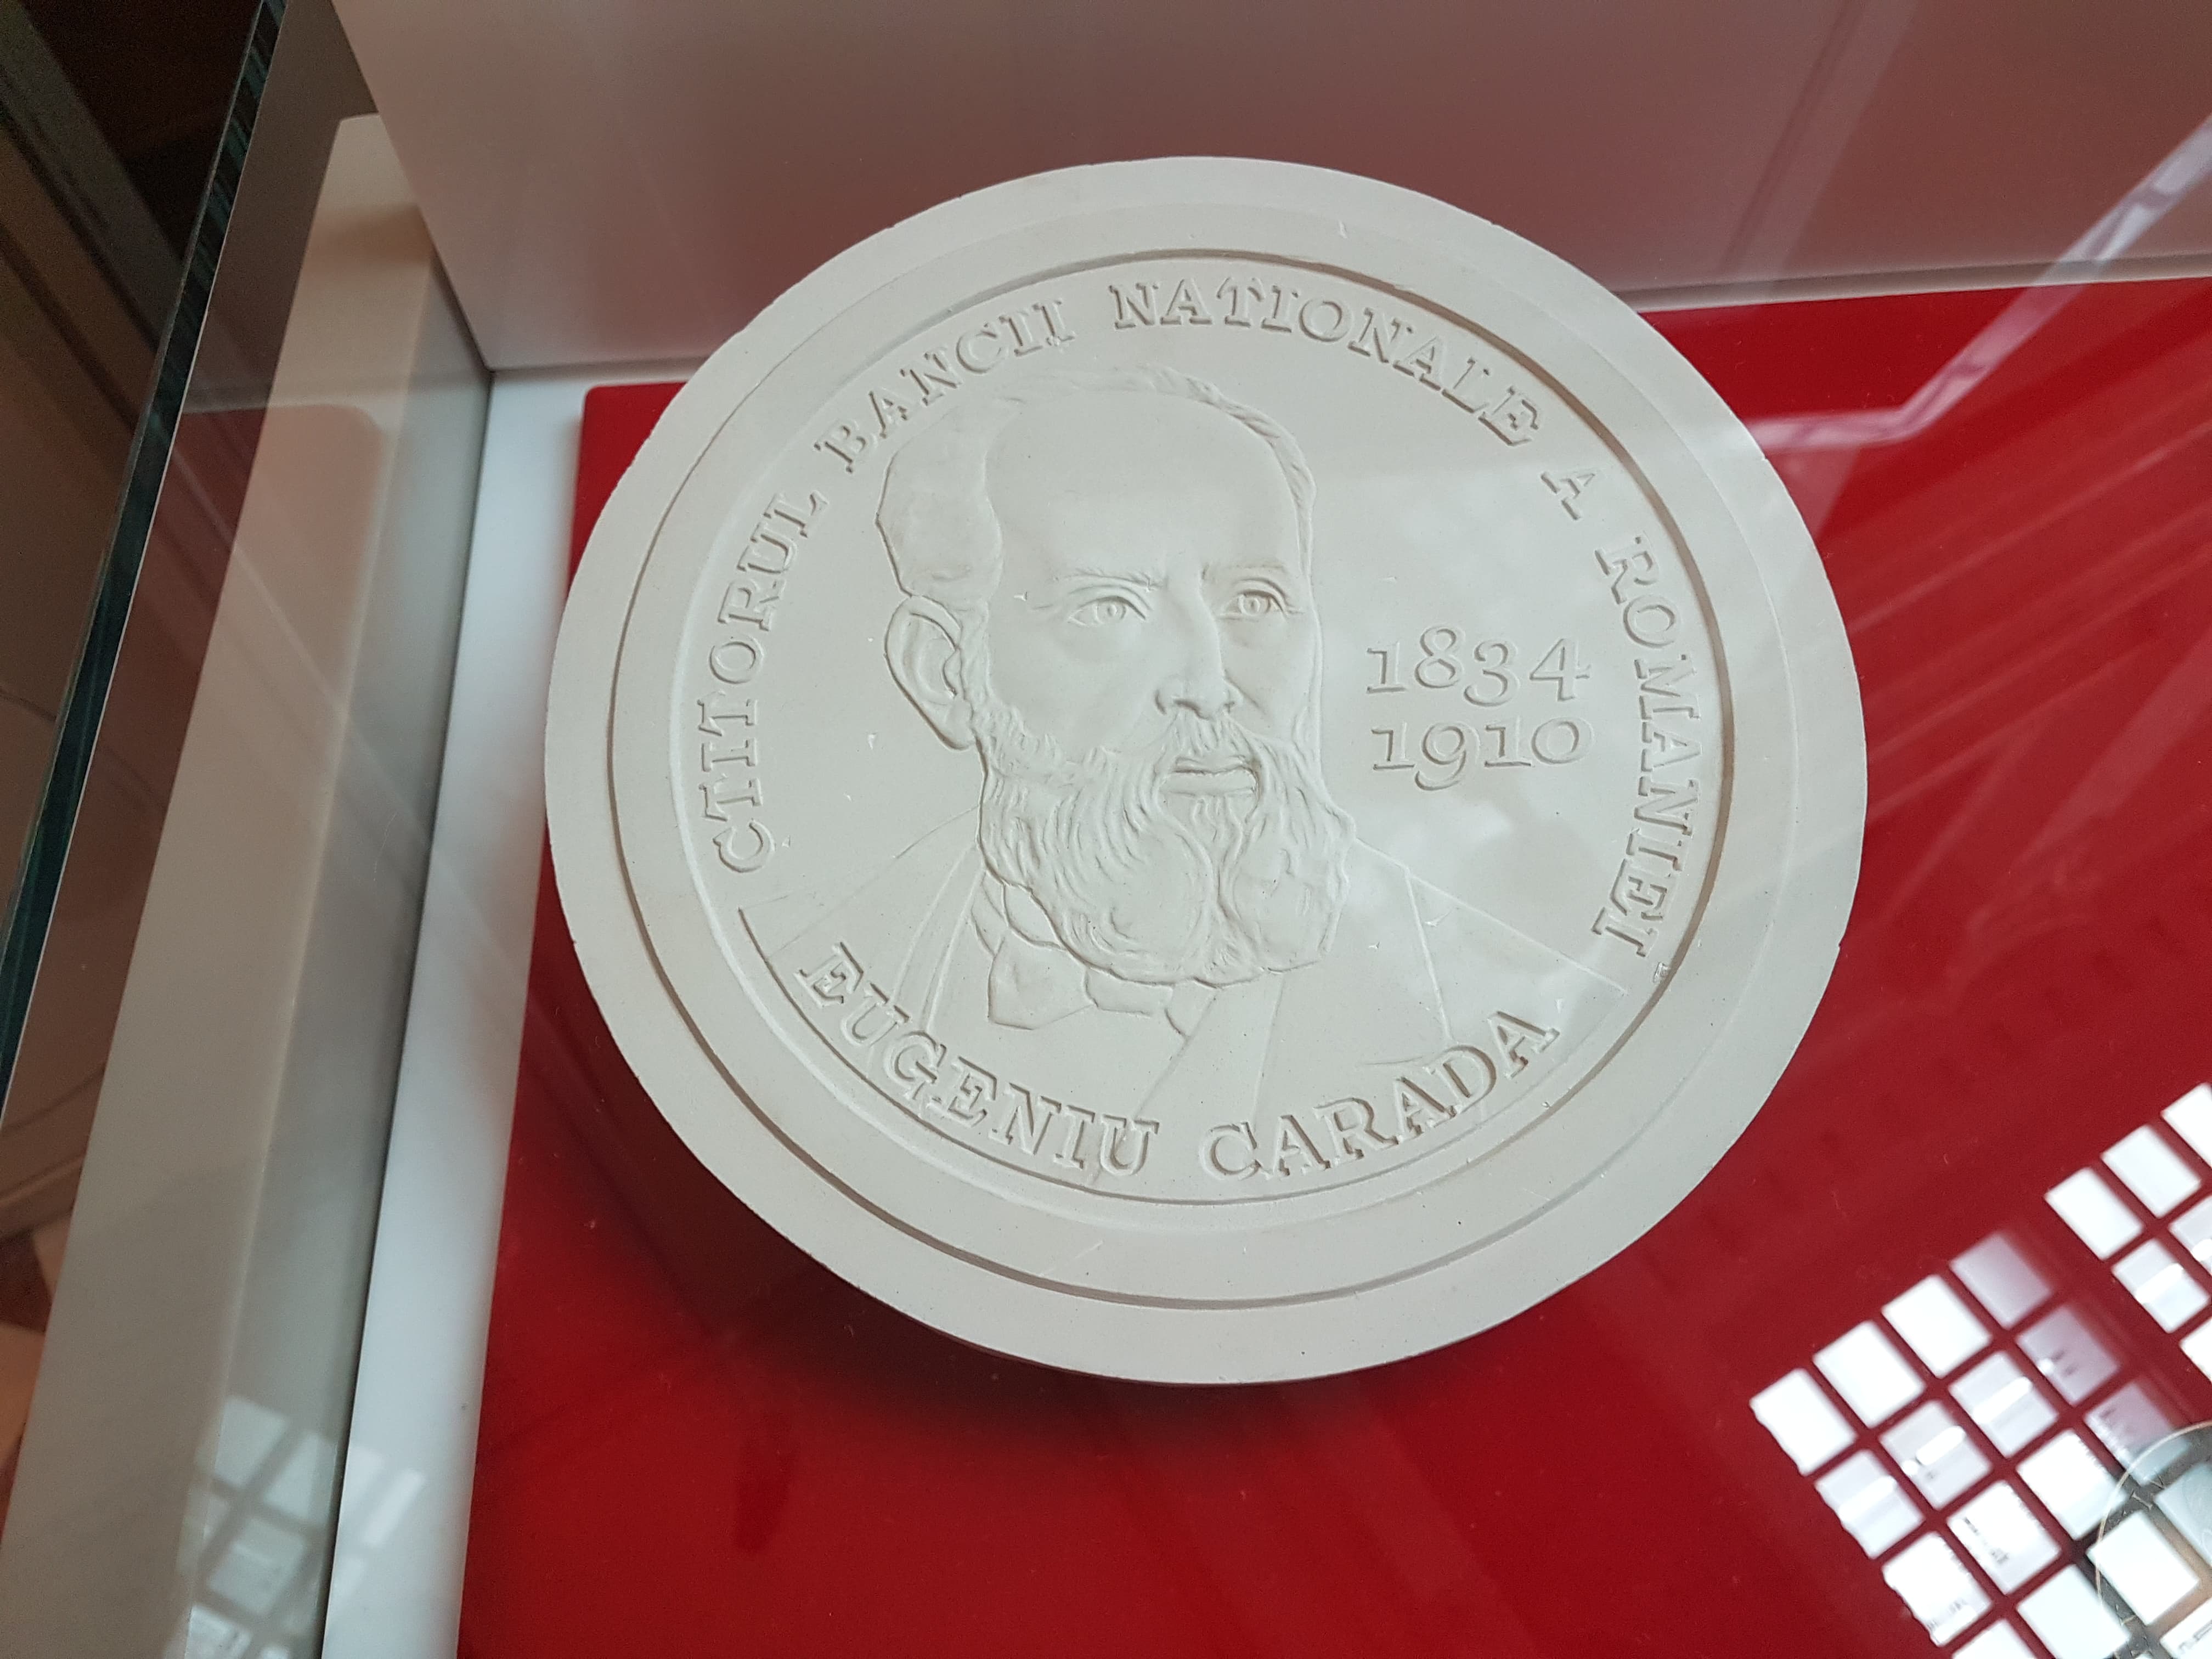 CTITORUL BANCII NATIONALE A ROMANIEI
1834
1910
EUGENIU CARADA